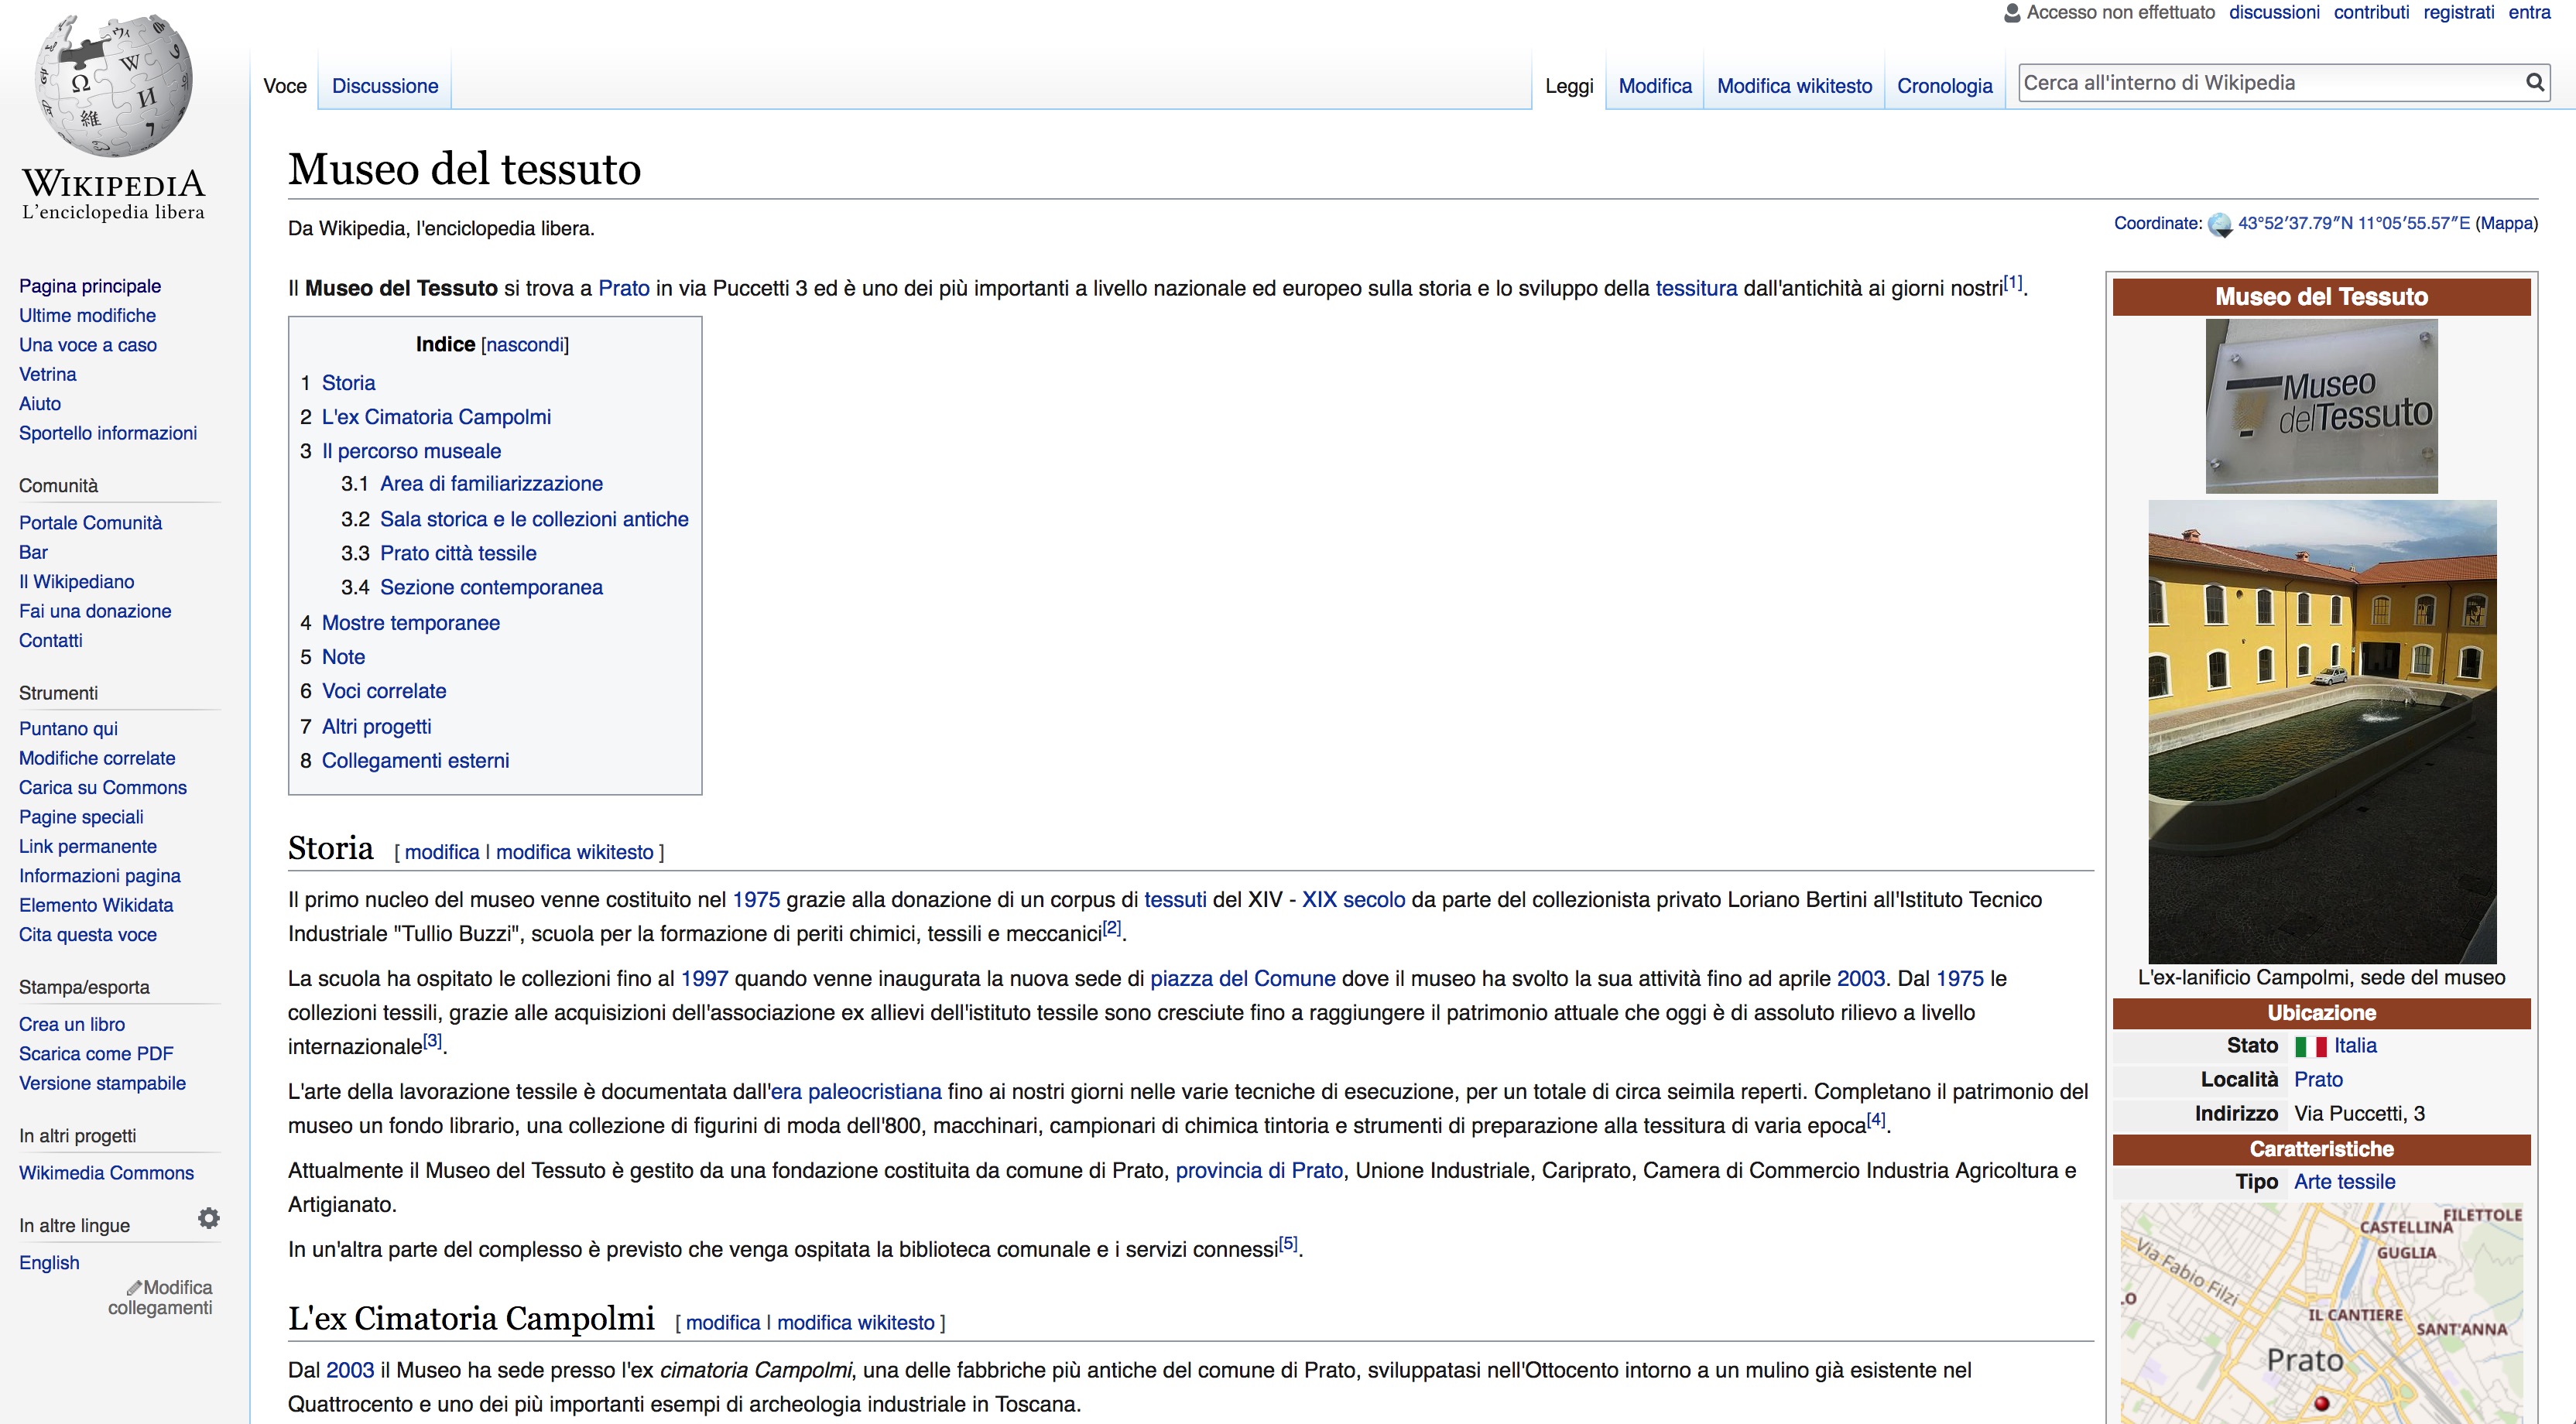 Accesso non effettuato discussioni contributi registrati entra
Voce Discussione
Leggi Modifica Modifica wikitesto Cronologia Cerca all'interno di Wikipedia
WIKIPEDIA
L'enciclopedia libera
Pagina principale
Ultime modifiche
Una voce a caso
Vetrina
Aiuto
Sportello informazioni
Comunità
Portale Comunità
Bar
Il Wikipediano
Fai una donazione
Contatti
Strumenti
Puntano qui
Modifiche correlate
Carica su Commons
Pagine speciali
Link permanente
Informazioni pagina
Elemento Wikidata
Cita questa voce
Stampa/esporta
Crea un libro
Scarica come PDF
Versione stampabile
In altri progetti
Wikimedia Commons
In altre lingue
English
Modifica
collegamenti
Museo del tessuto
Da Wikipedia, l'enciclopedia libera.
Coordinate: 43°52′37.79″N 11°05′55.57″E (Mappa)
Il Museo del Tessuto si trova a Prato in via Puccetti 3 ed è uno dei più importanti a livello nazionale ed europeo sulla storia e lo sviluppo della tessitura dall'antichità ai giorni nostri[1].
Indice [nascondi]
1 Storia
2 L'ex Cimatoria Campolmi
3 Il percorso museale
3.1 Area di familiarizzazione
3.2 Sala storica e le collezioni antiche
3.3 Prato città tessile
3.4 Sezione contemporanea
4 Mostre temporanee
5 Note
6 Voci correlate
7 Altri progetti
8 Collegamenti esterni
Storia [ modifica | modifica wikitesto ]
Il primo nucleo del museo venne costituito nel 1975 grazie alla donazione di un corpus di tessuti del XIV - XIX secolo da parte del collezionista privato Loriano Bertini all'Istituto Tecnico
Industriale "Tullio Buzzi", scuola per la formazione di periti chimici, tessili e meccanici[2].
La scuola ha ospitato le collezioni fino al 1997 quando venne inaugurata la nuova sede di piazza del Comune dove il museo ha svolto la sua attività fino ad aprile 2003. Dal 1975 le
collezioni tessili, grazie alle acquisizioni dell'associazione ex allievi dell'istituto tessile sono cresciute fino a raggiungere il patrimonio attuale che oggi è di assoluto rilievo a livello
internazionale[3].
L'arte della lavorazione tessile è documentata dall'era paleocristiana fino ai nostri giorni nelle varie tecniche di esecuzione, per un totale di circa seimila reperti. Completano il patrimonio del
museo un fondo librario, una collezione di figurini di moda dell'800, macchinari, campionari di chimica tintoria e strumenti di preparazione alla tessitura di varia epoca[4].
Attualmente il Museo del Tessuto è gestito da una fondazione costituita da comune di Prato, provincia di Prato, Unione Industriale, Cariprato, Camera di Commercio Industria Agricoltura e
Artigianato.
In un'altra parte del complesso è previsto che venga ospitata la biblioteca comunale e i servizi connessi[5].
L'ex Cimatoria Campolmi [ modifica | modifica wikitesto ]
Dal 2003 il Museo ha sede presso l'ex cimatoria Campolmi, una delle fabbriche più antiche del comune di Prato, sviluppatasi nell'Ottocento intorno a un mulino già esistente nel
Quattrocento e uno dei più importanti esempi di archeologia industriale in Toscana.
Museo del Tessuto
Museo
delTessuto
L'ex-lanificio Campolmi, sede del museo
Ubicazione
Stato Italia
Località Prato
Indirizzo Via Puccetti, 3
Caratteristiche
Tipo Arte tessile
FILETTOLE
CASTELLINA
GUGLIA
Via Fabio Filzi
IL CANTIERE
SANT'ANNA
Prato